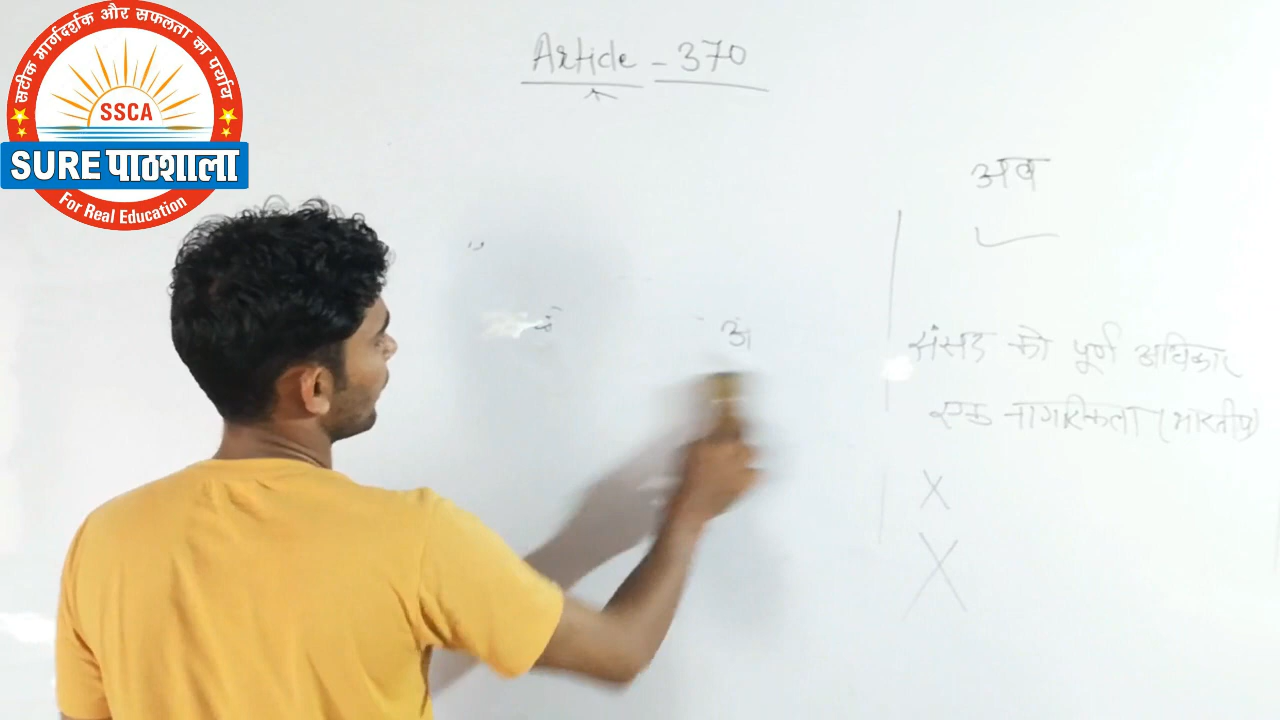 सटीक मार्गदर्शक और सफलता का पर्याय
SSCA
SURE पाठशाला
For Real Education
Article - 370
अब
संसद को पूर्ण अधिकार
एक नागरिकता (भारतीय)
X
X